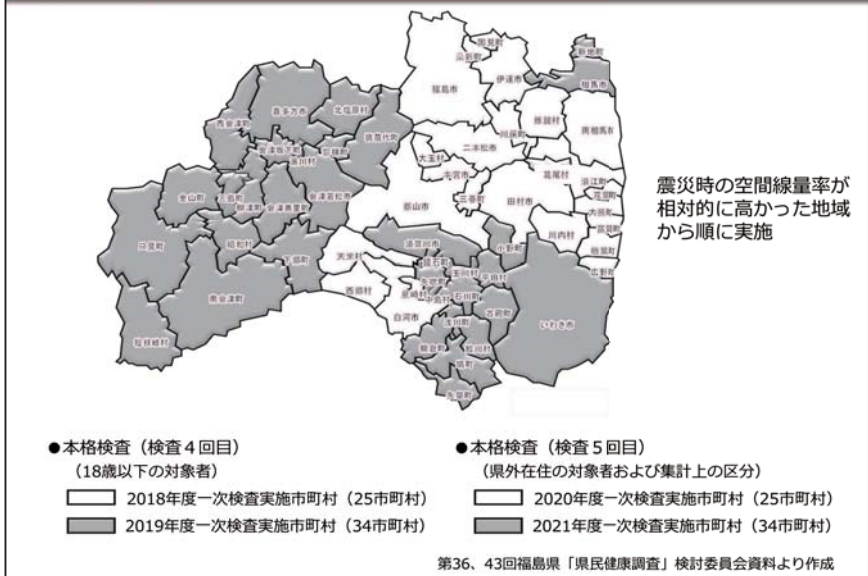 国見町
桑折町
新地町
相馬市
福島市
伊達市
飯舘村
南相馬市
川俣町
二本松市
大玉村
本宮市
葛尾村
浪江町
双葉町
大熊町
富岡町
楢葉町
広野町
川内村
田村市
三春町
郡山市
小野町
いわき市
喜多方市
北塩原村
西会津町
猪苗代町
会津坂下町
磐梯町
湯川村
会津若松市
金山町
三島町
柳津町
会津美里町
只見町
昭和村
下郷町
南会津町
檜枝岐村
天栄村
西郷村
白河市
泉崎村
中島村
須賀川市
鏡石町
矢吹町
玉川村
平田村
石川町
古殿町
浅川町
棚倉町
鮫川村
塙町
矢祭町
震災時の空間線量率が
相対的に高かった地域
から順に実施
●本格検査（検査４回目）
（18歳以下の対象者）
2018年度一次検査実施市町村（25市町村）
2019年度一次検査実施市町村（34市町村）
●本格検査（検査５回目）
（県外在住の対象者および集計上の区分）
2020年度一次検査実施市町村（25市町村）
2021年度一次検査実施市町村（34市町村）
第36、43回福島県「県民健康調査」検討委員会資料より作成